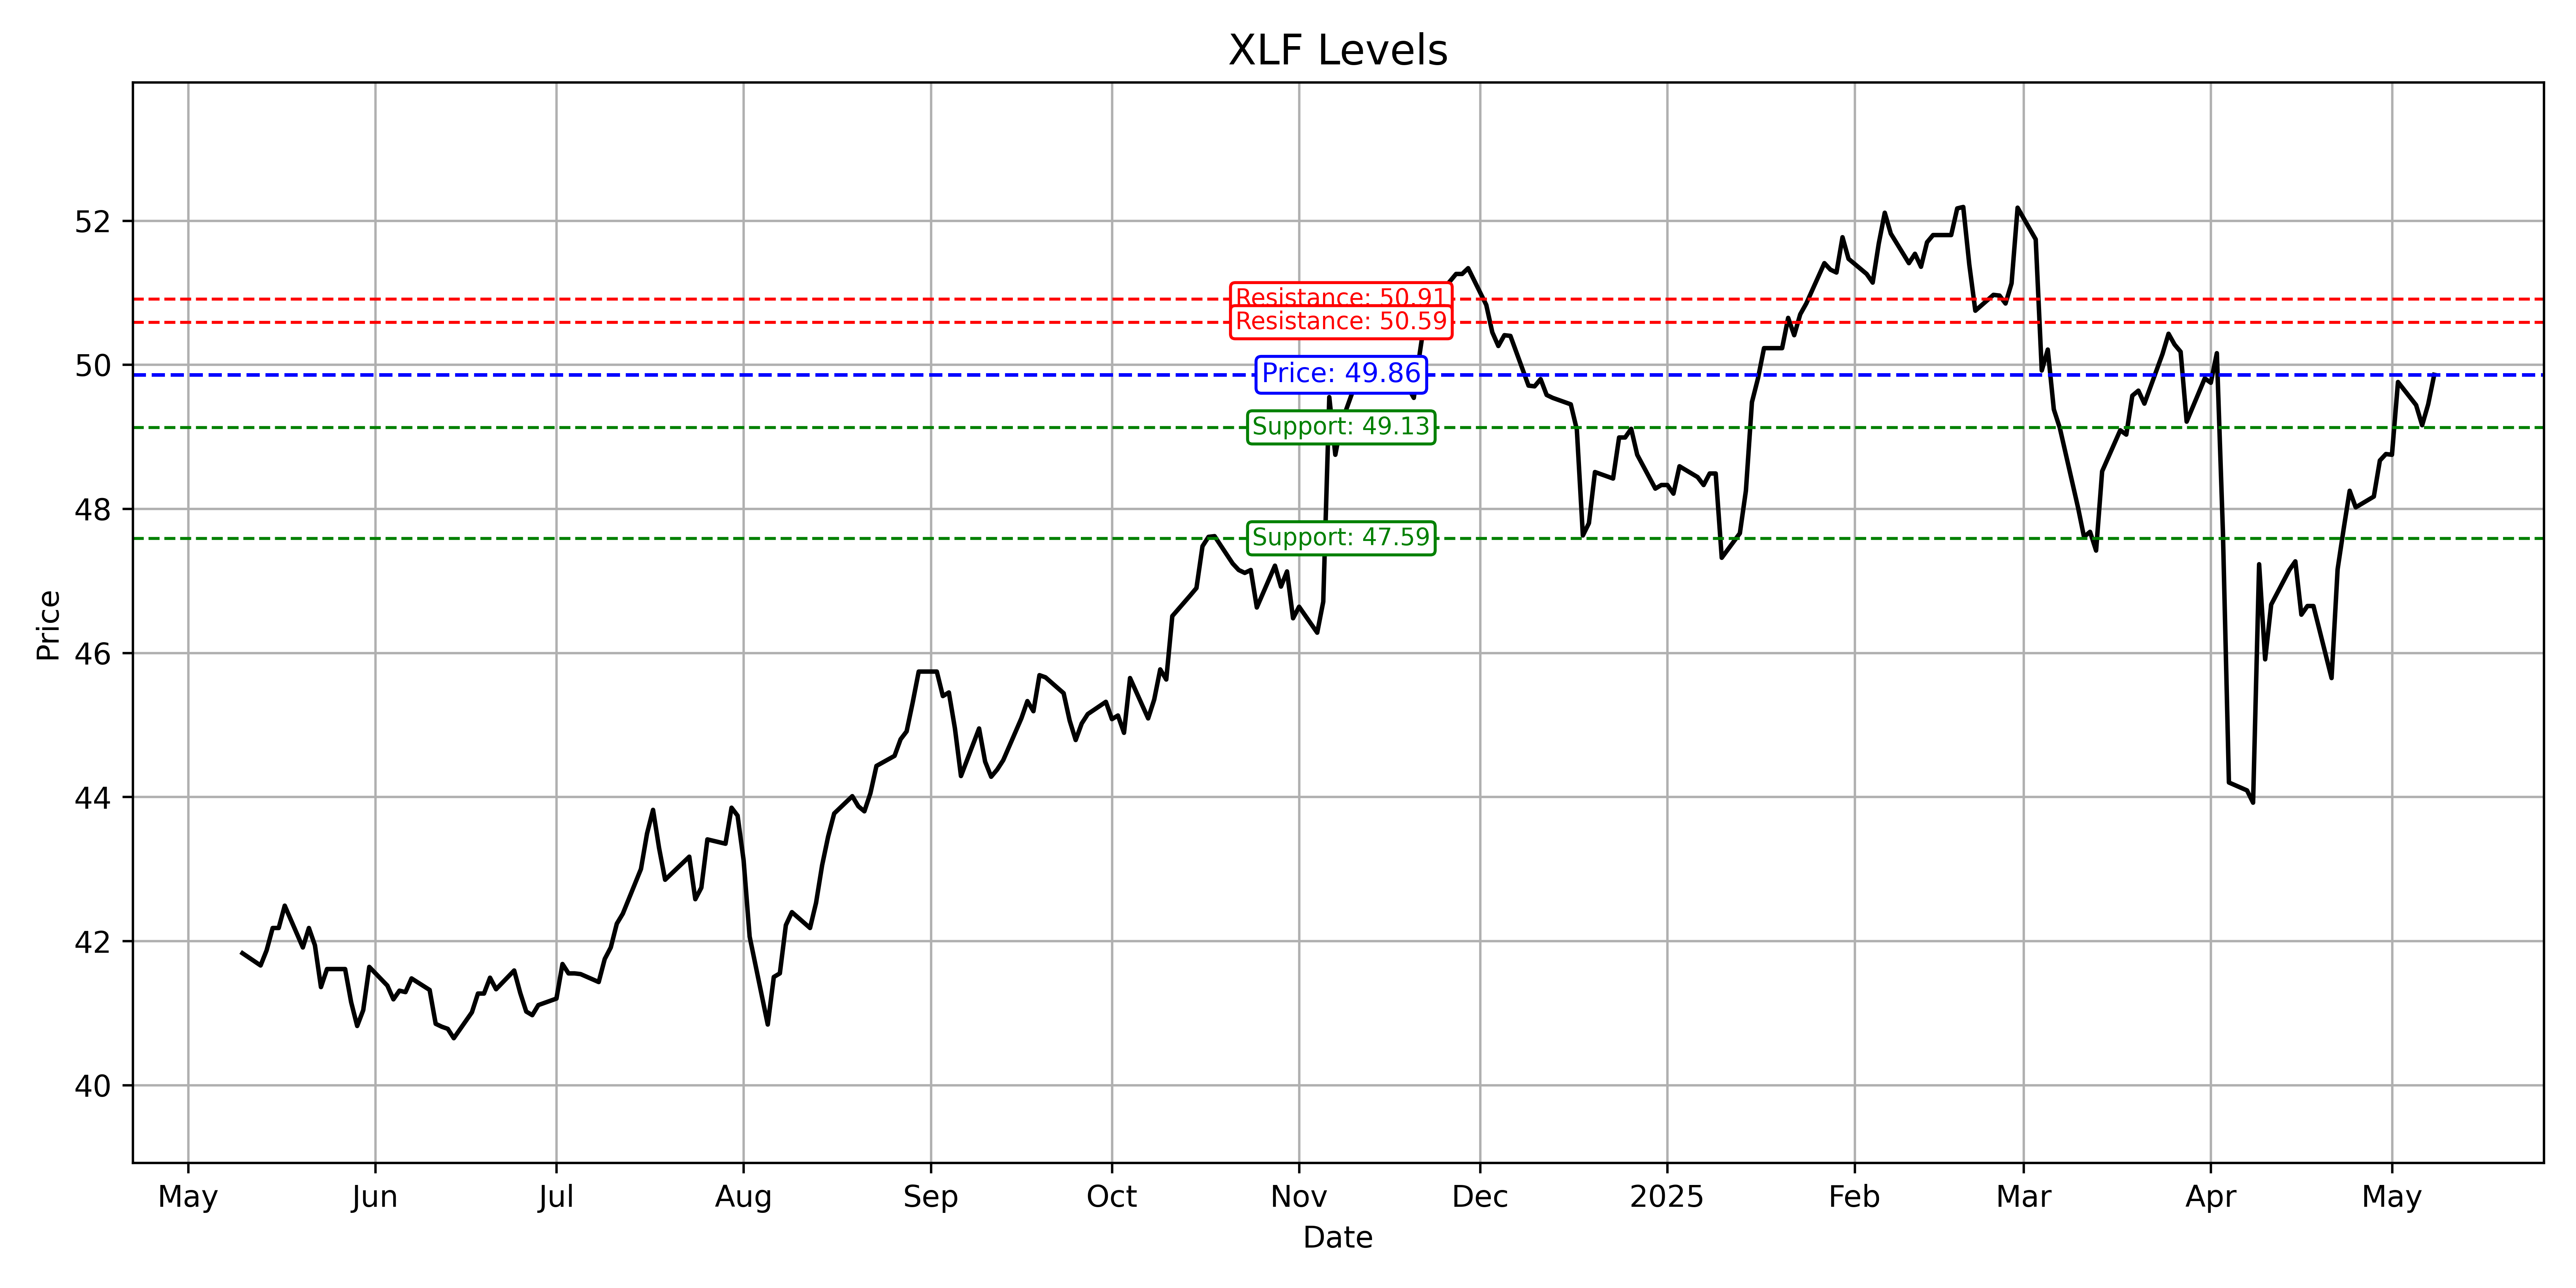 XLF Levels
52
50
48
46
44
42
40
Price
Resistance: 50.91
Resistance: 50.59
Price: 49.86
Support: 49.13
Support: 47.59
May
Jun
Jul
Aug
Sep
Oct
Nov
Dec
2025
Feb
Mar
Apr
May
Date